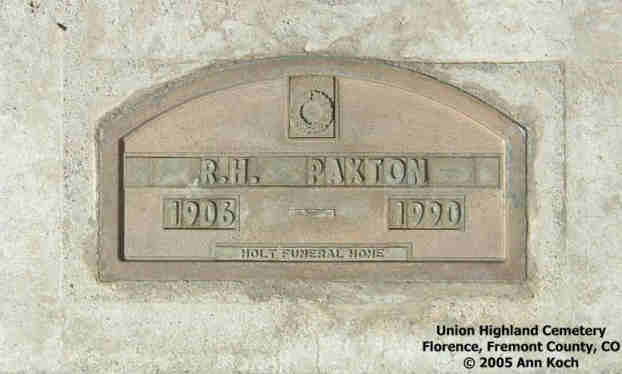 R.H. PAXTON
1906 - 1990
HOLT FUNERAL HOME
Union Highland Cemetery
Florence, Fremont County, CO
© 2005 Ann Koch